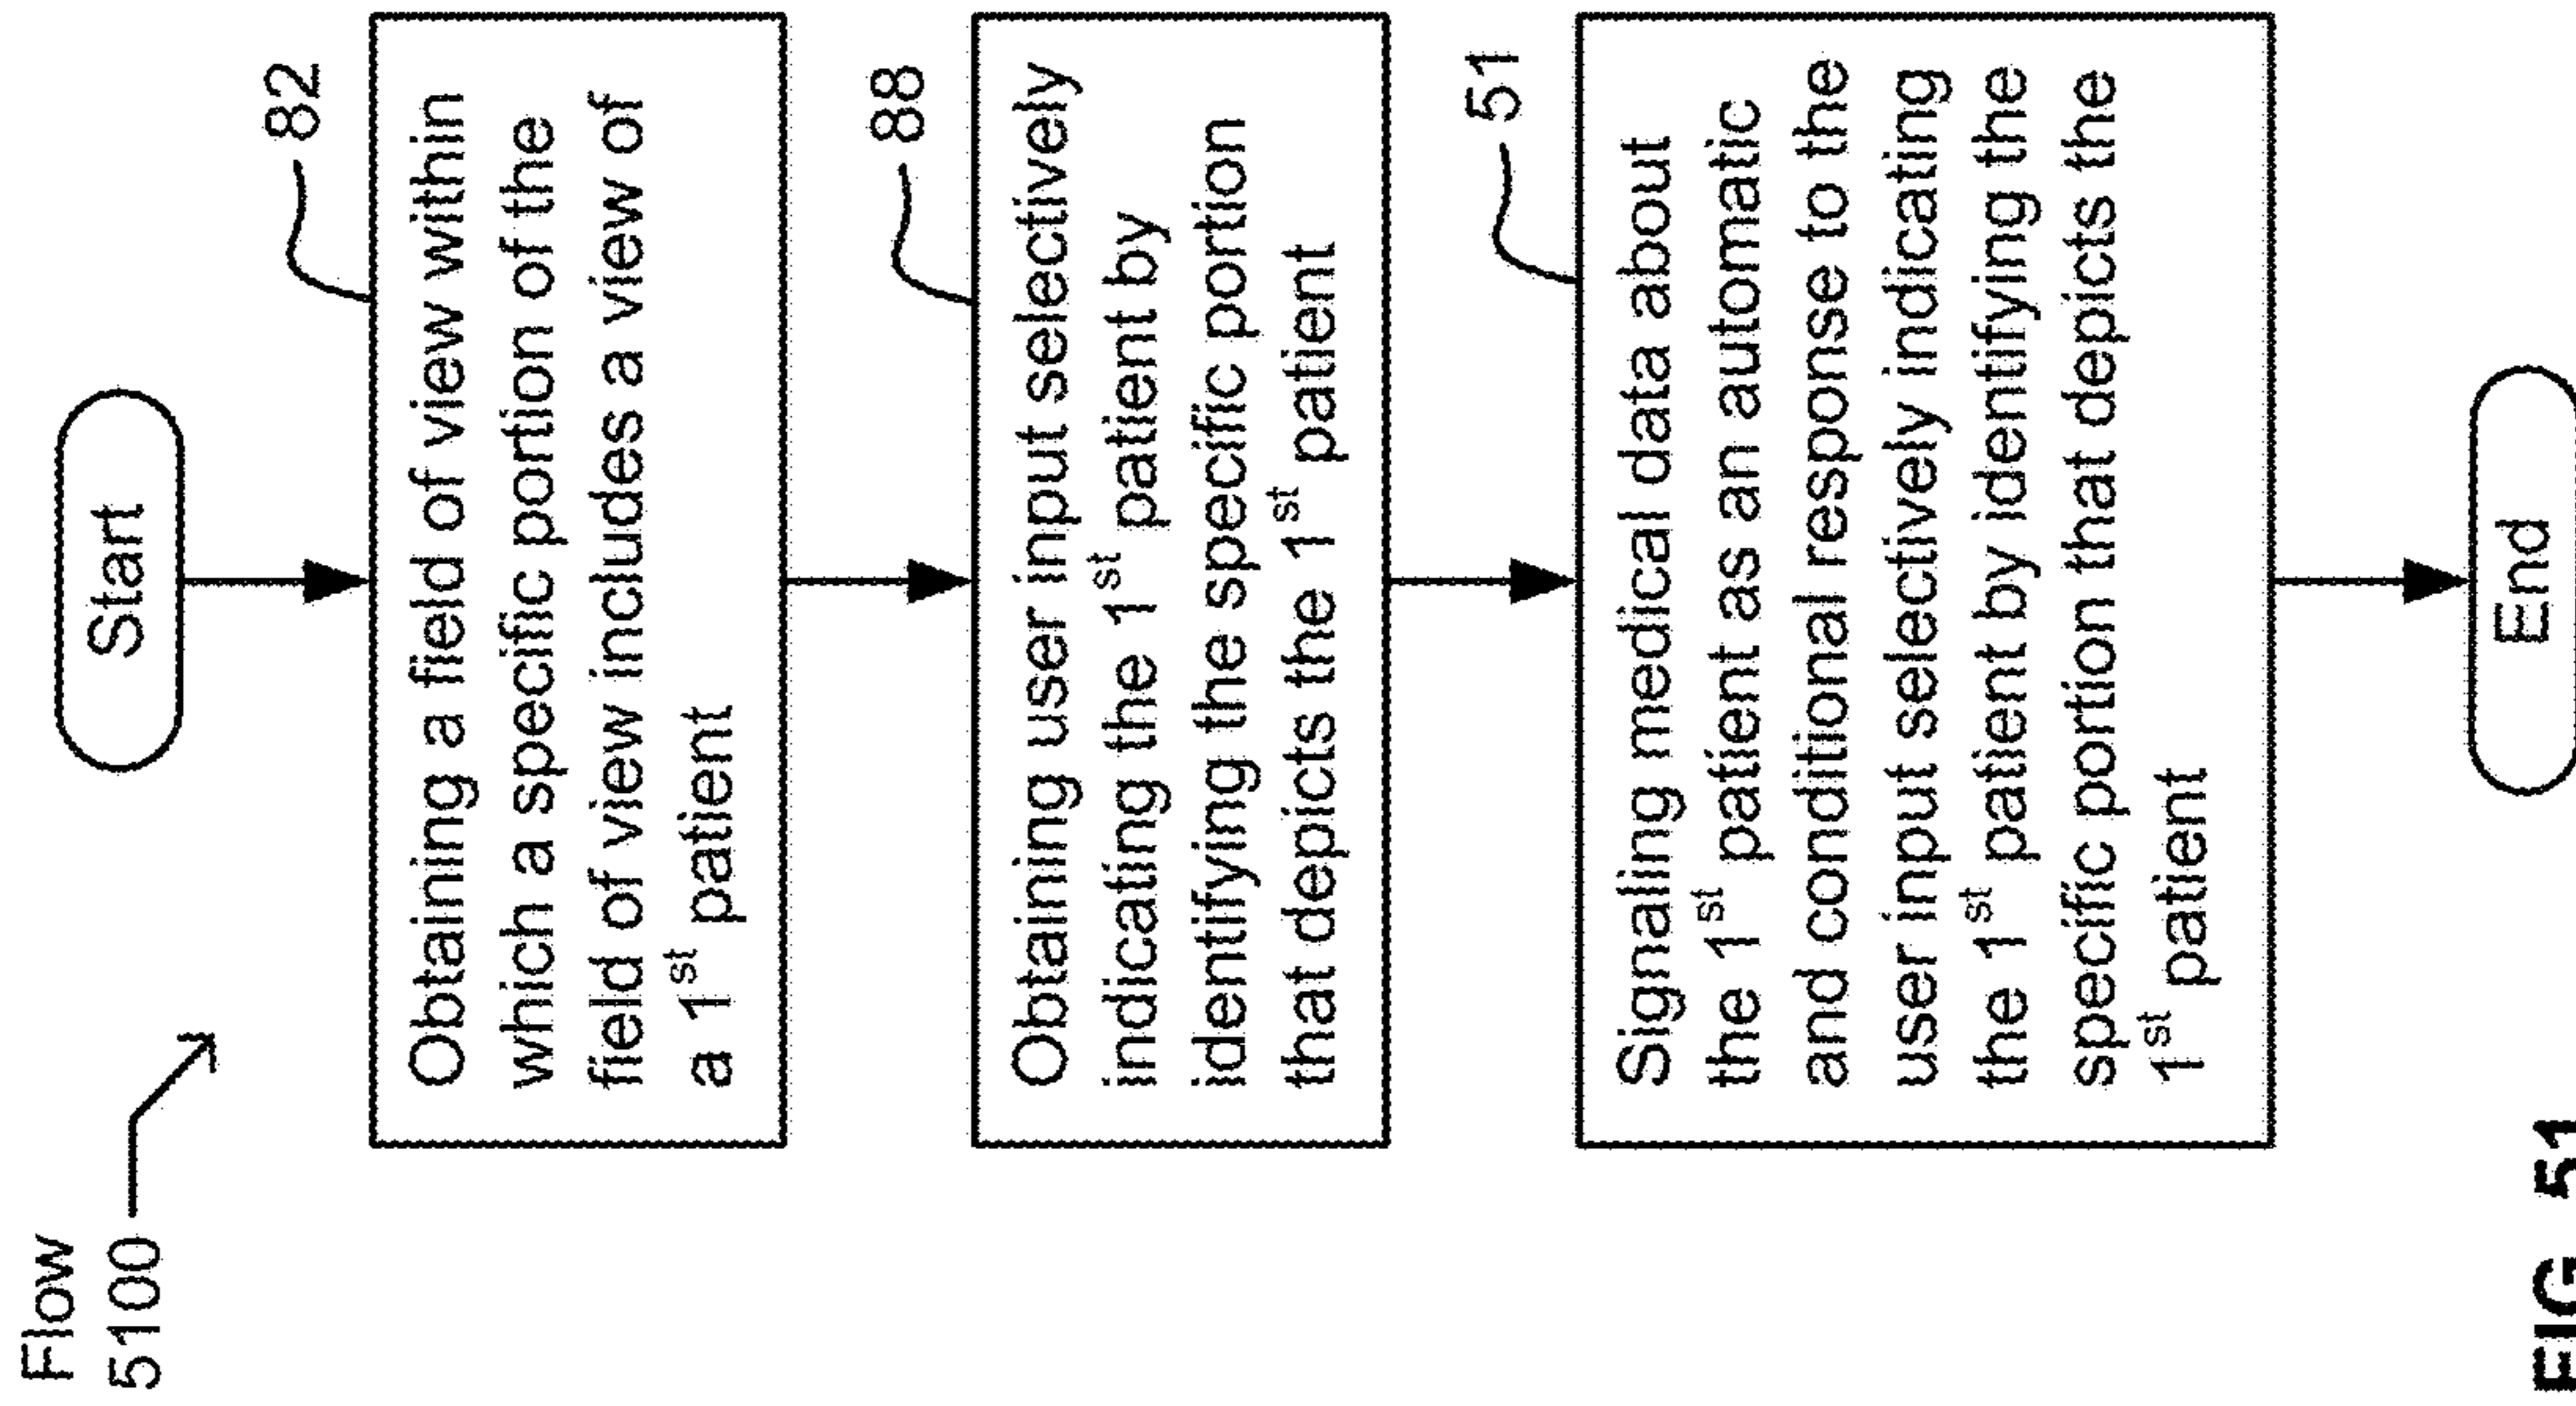 Flow
5100
Start
82
Obtaining a field of view within
which a specific portion of the
field of view includes a view of
a 1st patient
88
Obtaining user input selectively
indicating the 1st patient by
identifying the specific portion
that depicts the 1st patient
51
Signaling medical data about
the 1st patient as an automatic
and conditional response to the
user input selectively indicating
the 1st patient by identifying the
specific portion that depicts the
1st patient
End
FIG. 51